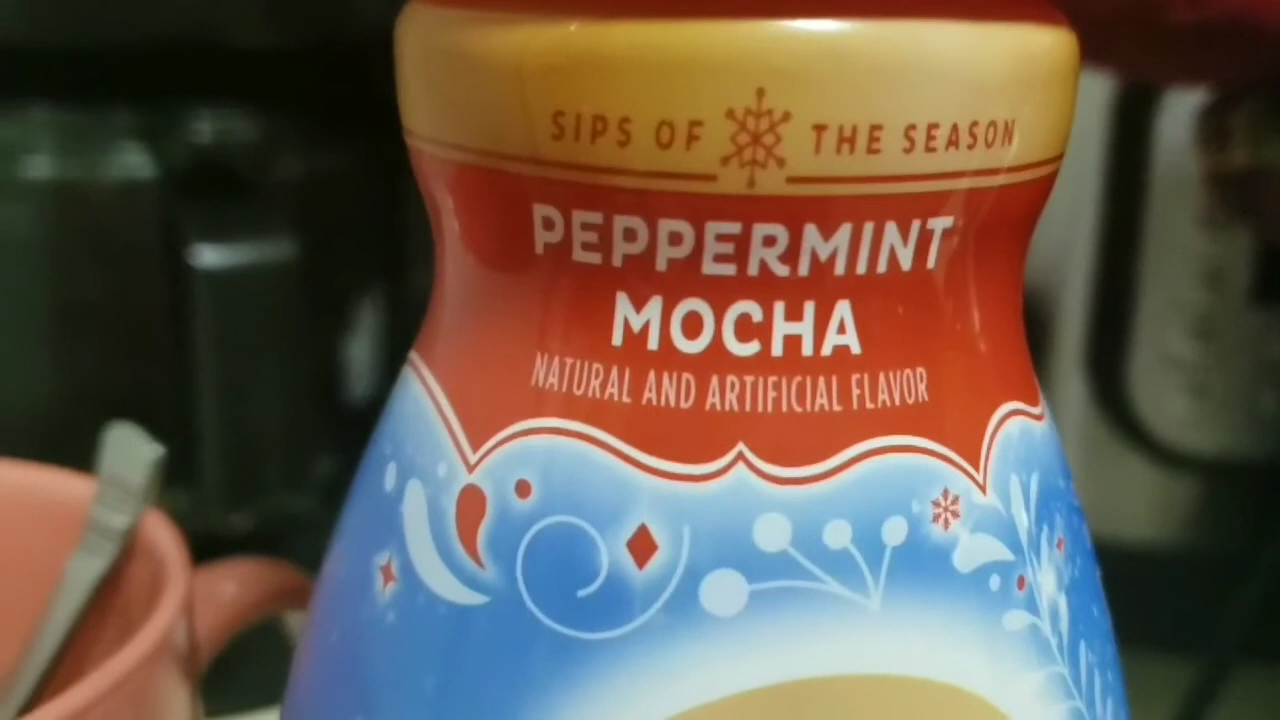 SIPS OF THE SEASON
PEPPERMINT
MOCHA
NATURAL AND ARTIFICIAL FLAVOR